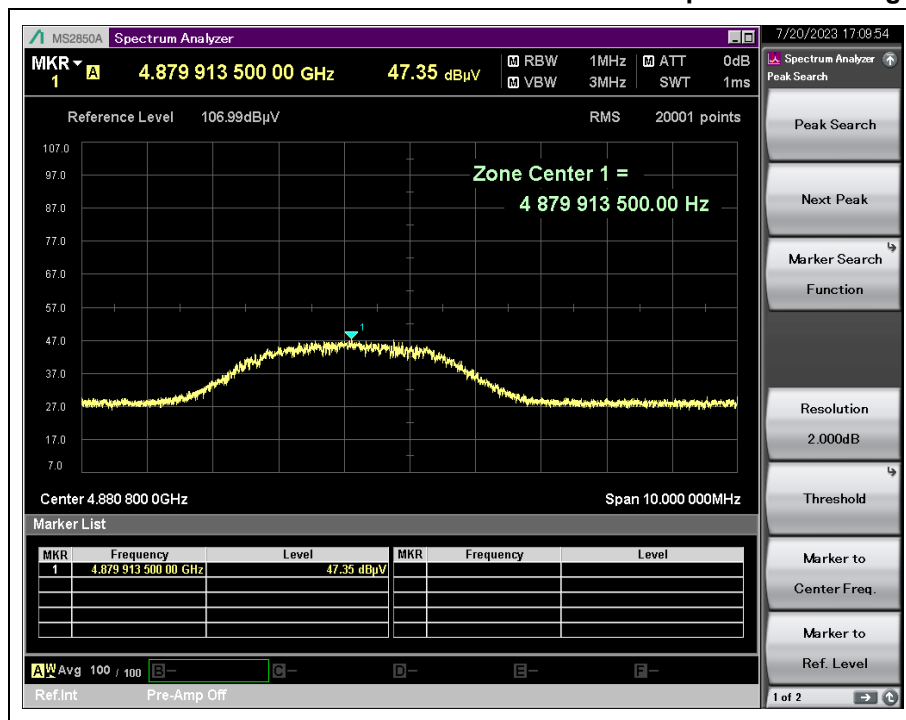 MS2850A Spectrum Analyzer
7/20/2023 17:09:54
MKR 1 A 4.879 913 500 00 GHz 47.35 dBµV
M RBW 1MHz M ATT 0dB
M VBW 3MHz SWT 1ms
Spectrum Analyzer
Peak Search
Reference Level 106.99dBµV RMS 20001 points
107.0
97.0
87.0
77.0
67.0
57.0
47.0
37.0
27.0
17.0
7.0
Zone Center 1 =
4 879 913 500.00 Hz
1
Center 4.880 800 0GHz Span 10.000 000MHz
Marker List
MKR Frequency Level MKR Frequency Level
1 4.879 913 500 00 GHz 47.35 dBµV
A W Avg 100 / 100 B- C- D- E- F-
Ref.Int Pre-Amp Off
Peak Search
Next Peak
Marker Search
Function
Resolution
2.000dB
Threshold
Marker to
Center Freq.
Marker to
Ref. Level
1 of 2